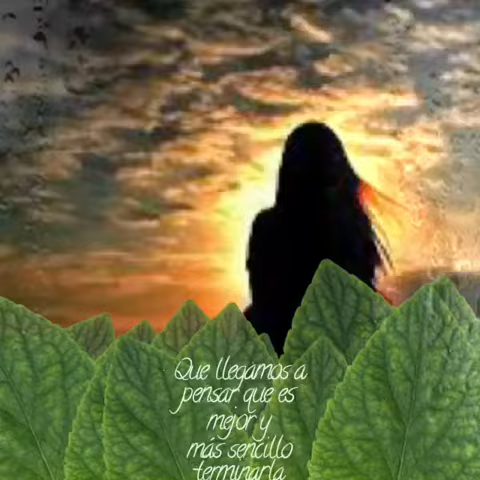 Que llegamos a
pensar que es
mejor y
más sencillo
terminarla